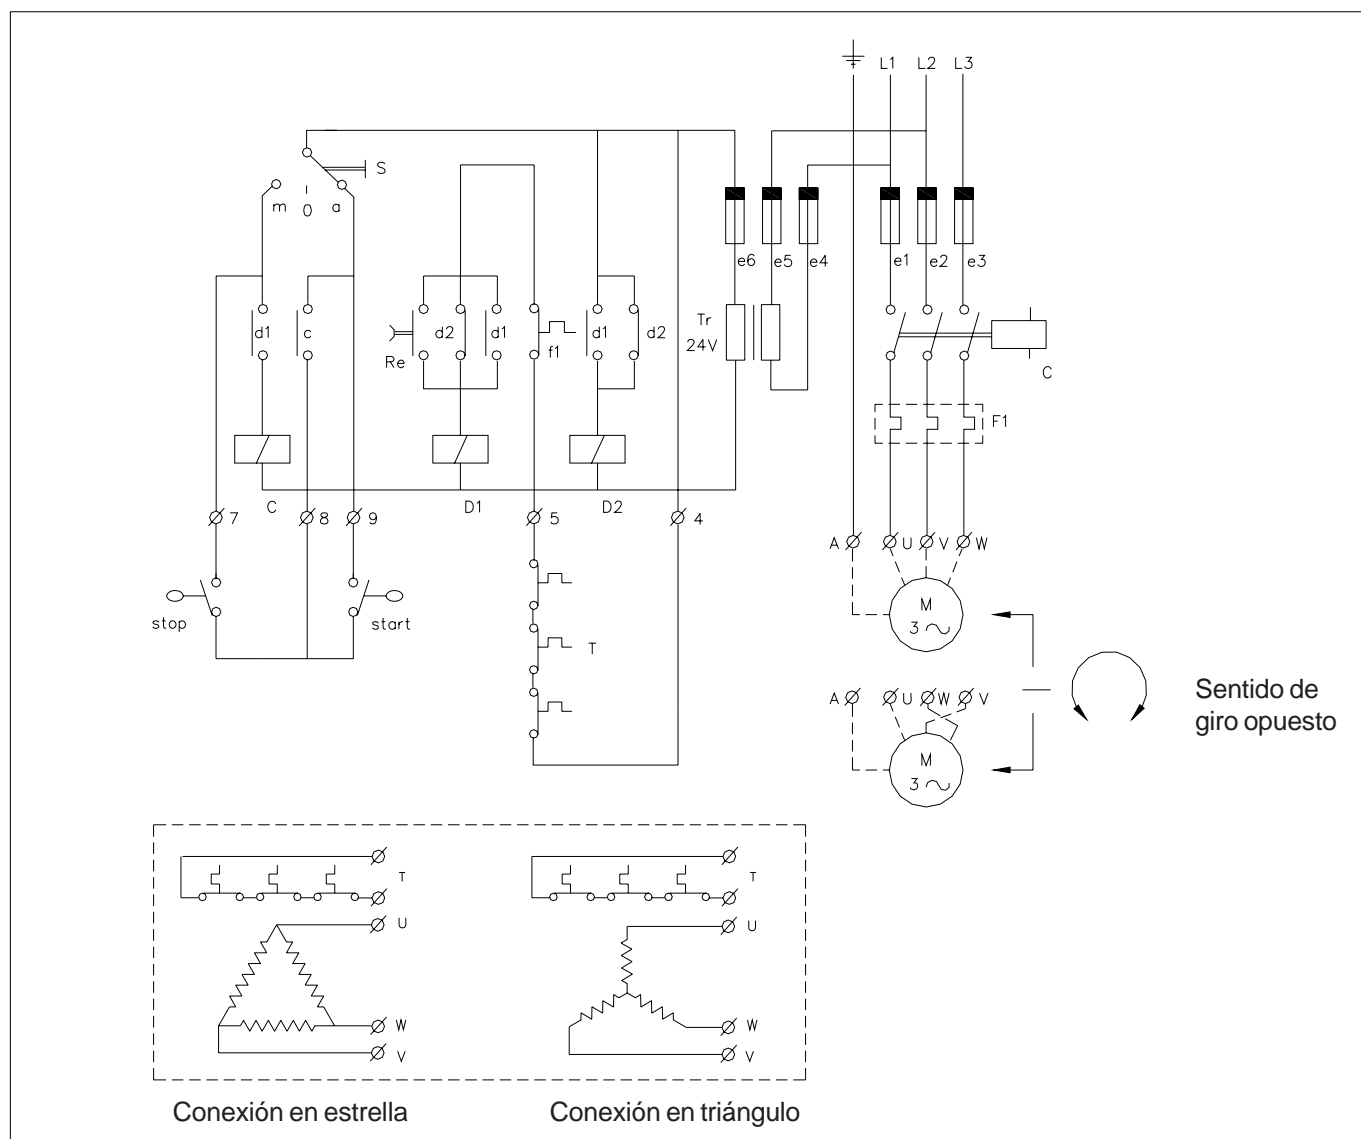 L1 L2 L3
S
m 0 a
e6 e5 e4 e1 e2 e3
d1 c d2 d1 d1 d2
Re f1
Tr
24V
C
F1
C D1 D2
7 8 9 5 4
A U V W
stop start
M
3
T
A U W V
M
3
Sentido de
giro opuesto
T T
U U
W W
V V
Conexión en estrella Conexión en triángulo